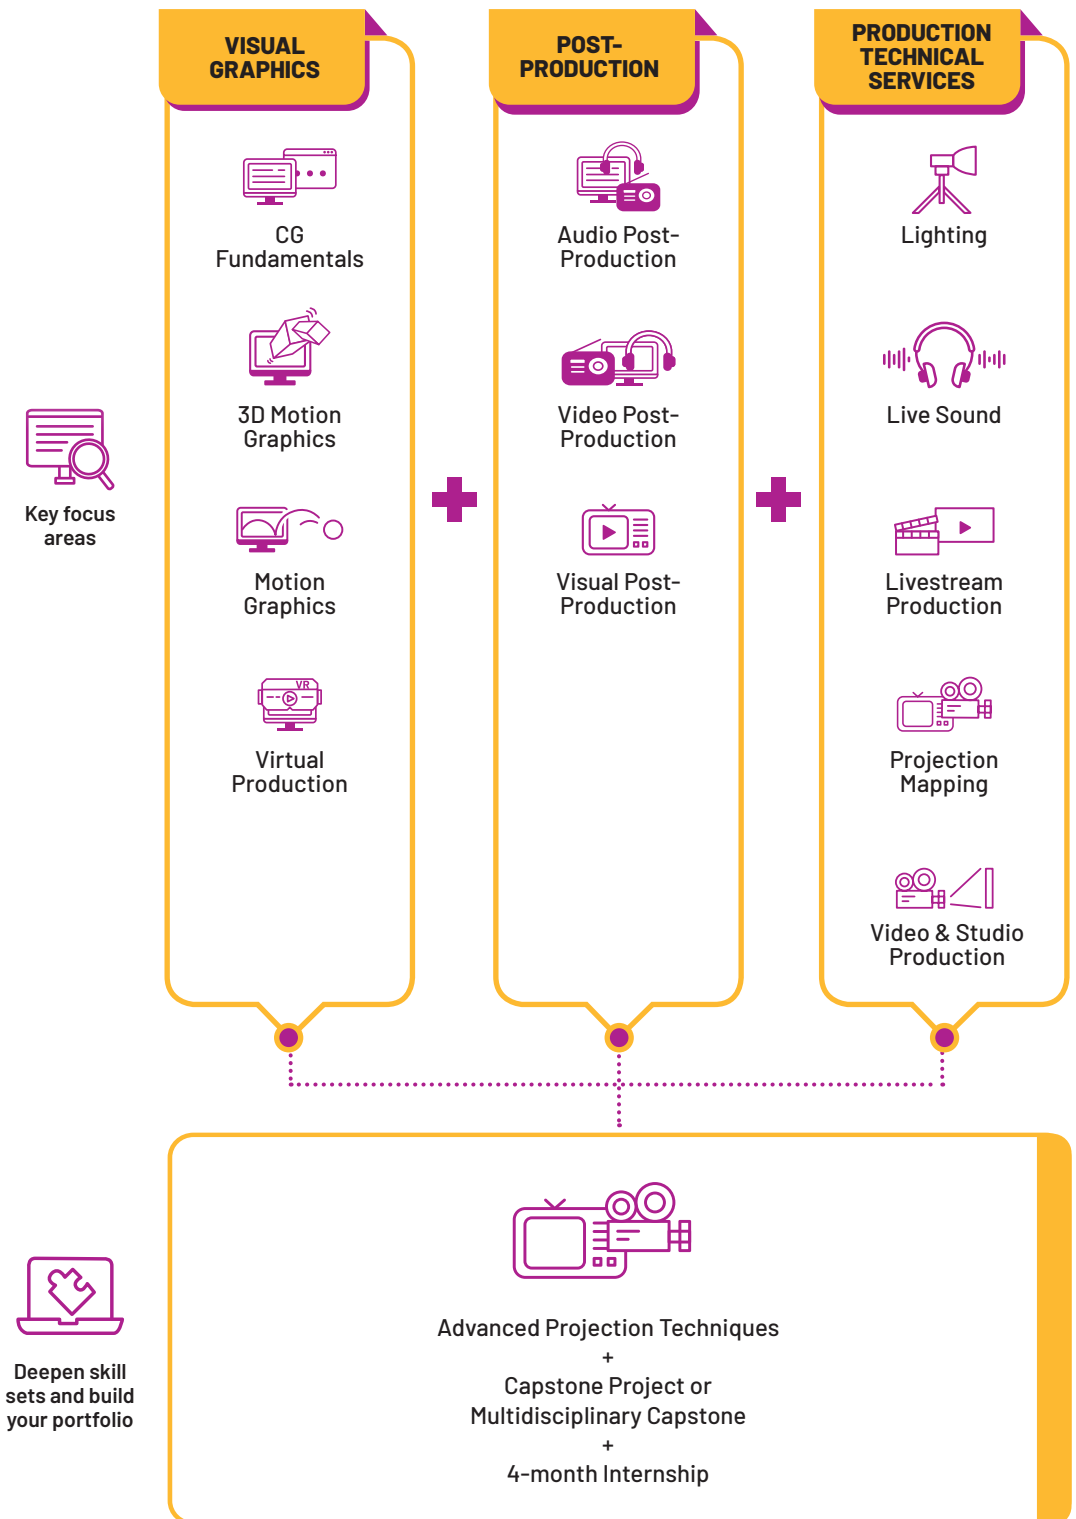 VISUAL
GRAPHICS
CG
Fundamentals
3D Motion
Graphics
Motion
Graphics
VR
Virtual
Production
POST-
PRODUCTION
Audio Post-
Production
Video Post-
Production
Visual Post-
Production
PRODUCTION
TECHNICAL
SERVICES
Lighting
Live Sound
Livestream
Production
Projection
Mapping
Video & Studio
Production
Key focus
areas
+
+
Deepen skill
sets and build
your portfolio
Advanced Projection Techniques
+
Capstone Project or
Multidisciplinary Capstone
+
4-month Internship